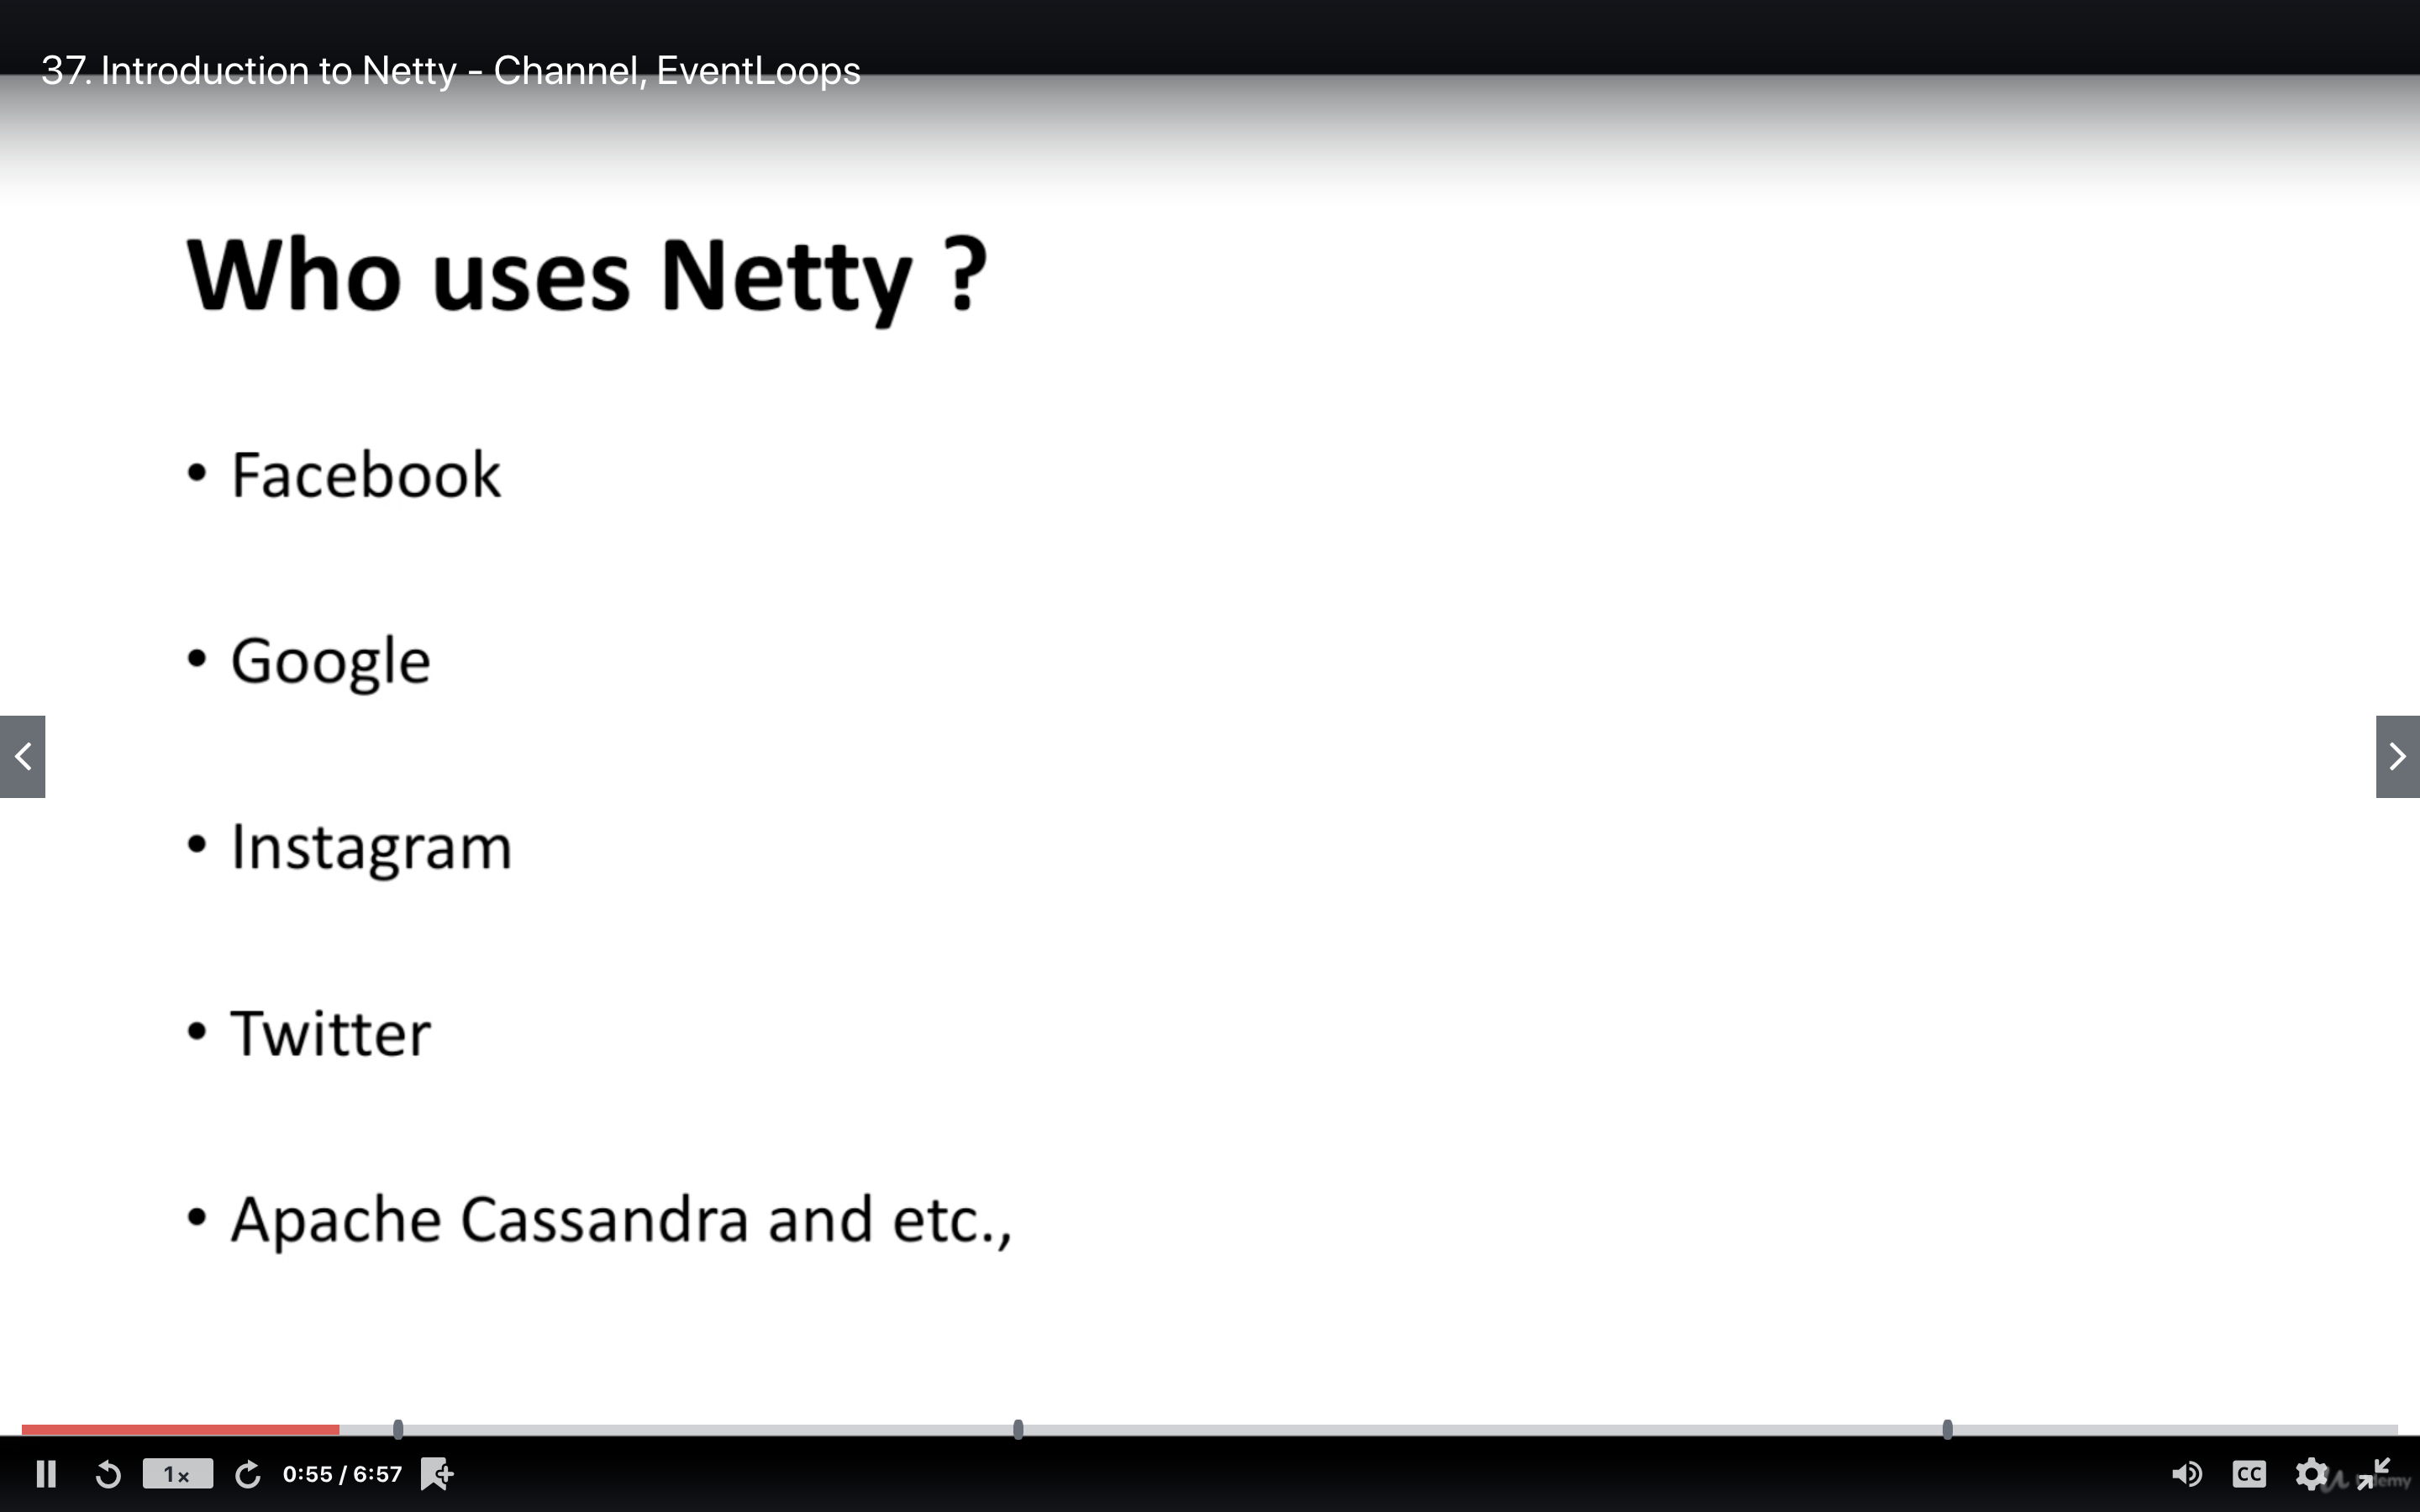 37. Introduction to Netty - Channel, EventLoops
Who uses Netty ?
• Facebook
• Google
• Instagram
• Twitter
• Apache Cassandra and etc.,
1x
0:55 / 6:57
CC